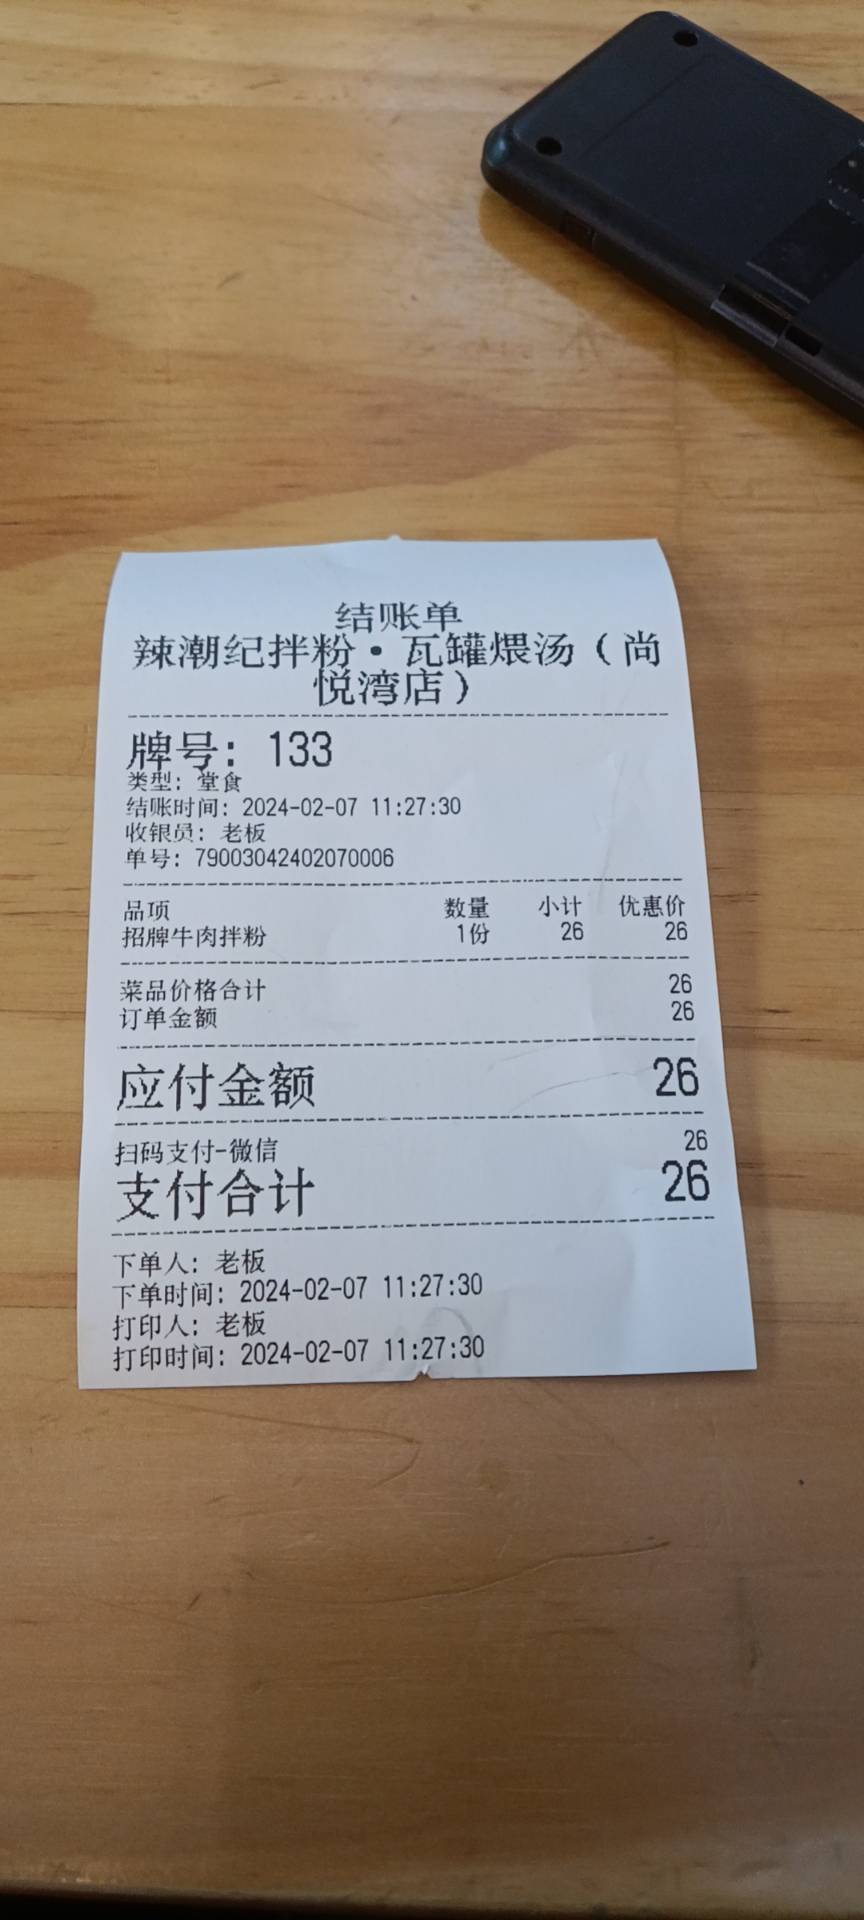 结账单
辣潮纪拌粉·瓦罐煨汤（尚
悦湾店）
牌号: 133
类型: 堂食
结账时间: 2024-02-07 11:27:30
收银员: 老板
单号: 79003042402070006
品项 数量 小计 优惠价
招牌牛肉拌粉 1份 26 26
菜品价格合计 26
订单金额 26
应付金额 26
扫码支付-微信 26
支付合计 26
下单人: 老板
下单时间: 2024-02-07 11:27:30
打印人: 老板
打印时间: 2024-02-07 11:27:30